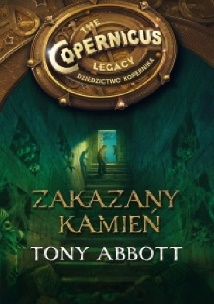 THE
COPERNICUS
LEGACY
DZIEDZICTWO KOPERNIKA
ZAKAZANY
KAMIEŃ
TONY ABBOTT